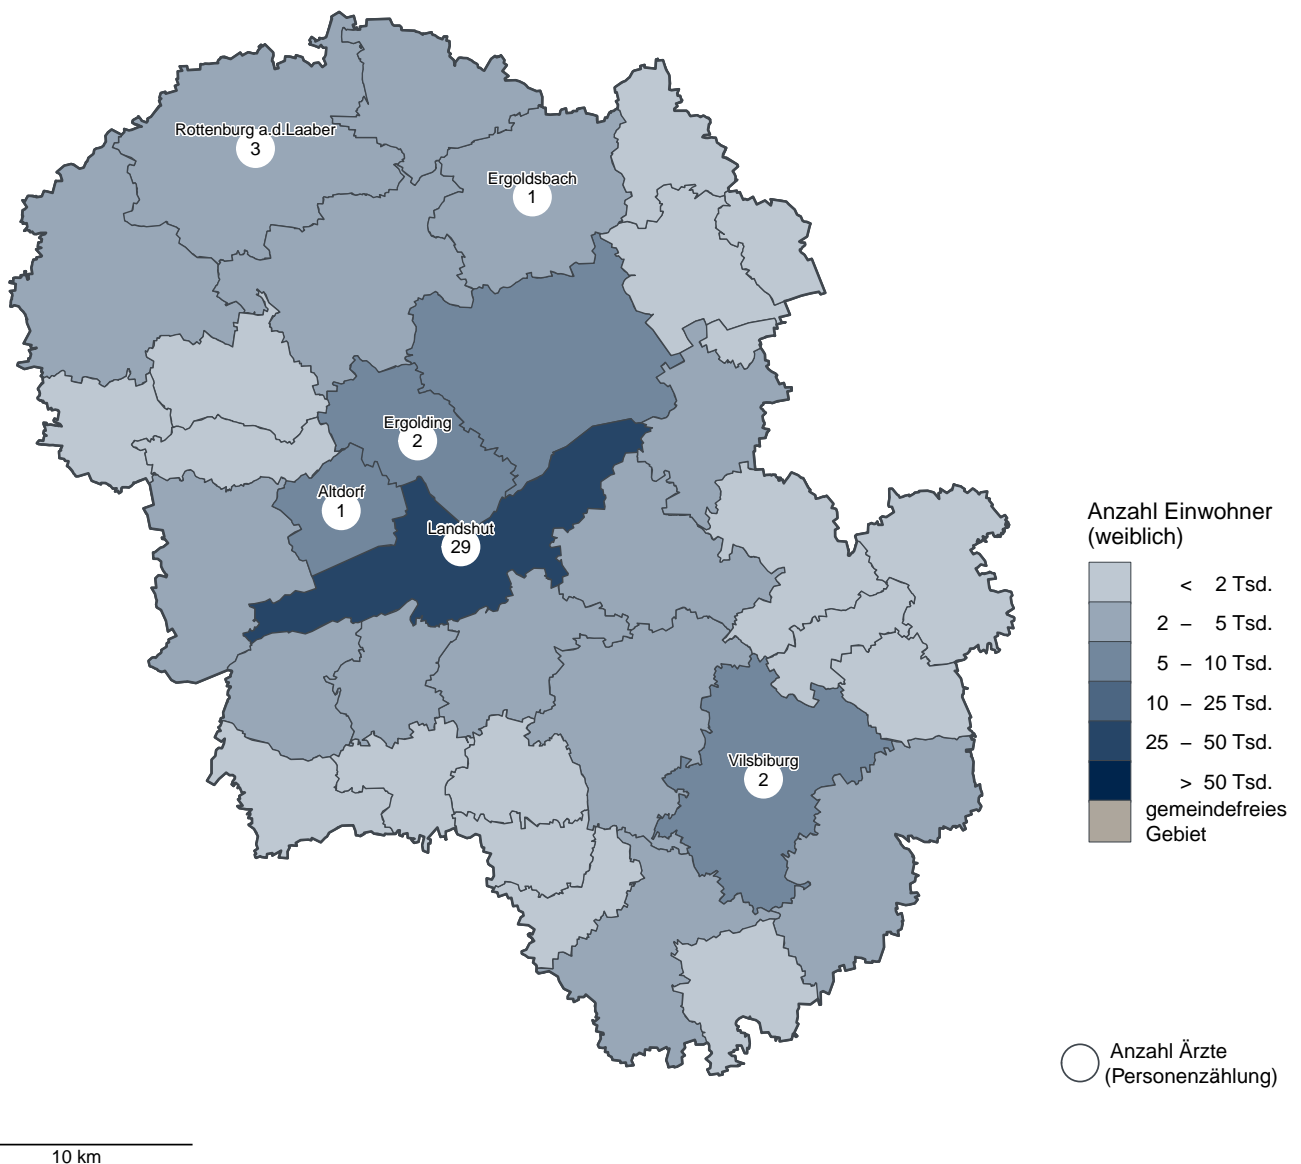 Rottenburg a.d.Laaber
3
Ergoldsbach
1
Ergolding
2
Altdorf
1
Landshut
29
Vilsbiburg
2
Anzahl Einwohner
(weiblich)
< 2 Tsd.
2 – 5 Tsd.
5 – 10 Tsd.
10 – 25 Tsd.
25 – 50 Tsd.
> 50 Tsd.
gemeindefreies
Gebiet
Anzahl Ärzte
(Personenzählung)
10 km